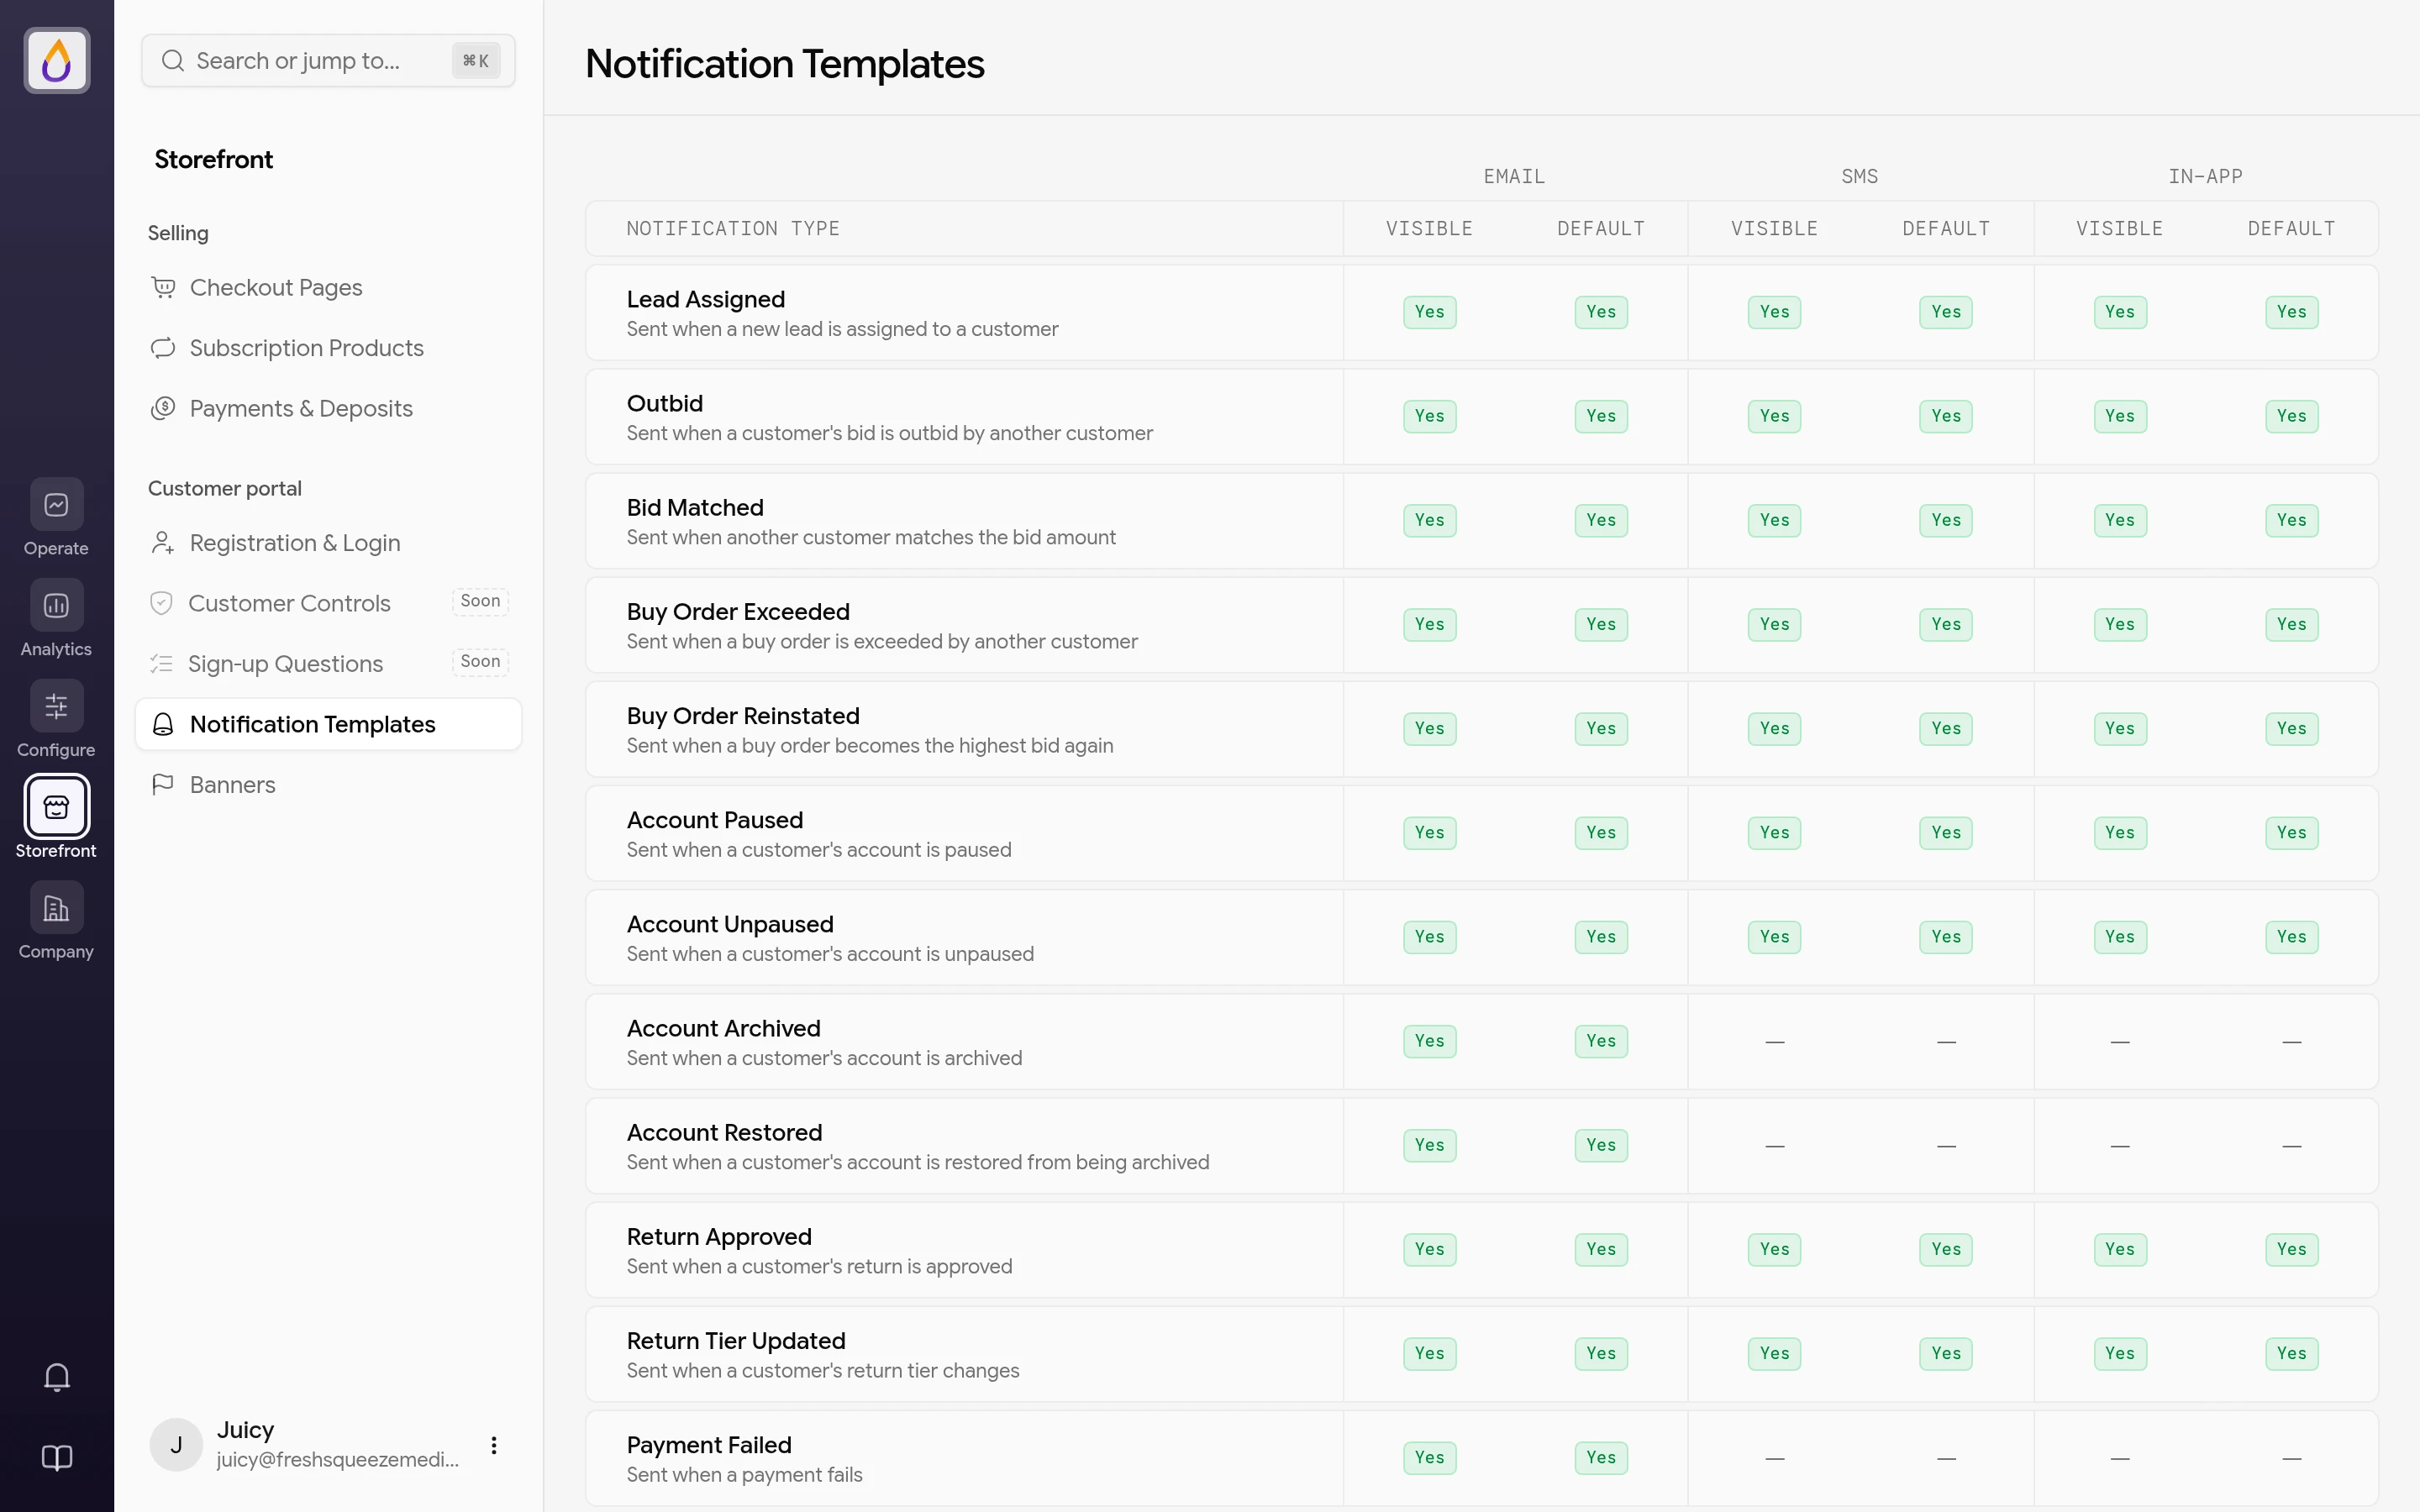 Search or jump to...
⌘K
Storefront
Selling
Checkout Pages
Subscription Products
Payments & Deposits
Customer portal
Registration & Login
Customer Controls Soon
Sign-up Questions Soon
Notification Templates
Banners
Operate
Analytics
Configure
Storefront
Company
J
Juicy
juicy@freshsqueezemedi...
Notification Templates
EMAIL SMS IN-APP
NOTIFICATION TYPE VISIBLE DEFAULT VISIBLE DEFAULT VISIBLE DEFAULT
Lead Assigned
Sent when a new lead is assigned to a customer
Yes Yes Yes Yes Yes Yes
Outbid
Sent when a customer's bid is outbid by another customer
Yes Yes Yes Yes Yes Yes
Bid Matched
Sent when another customer matches the bid amount
Yes Yes Yes Yes Yes Yes
Buy Order Exceeded
Sent when a buy order is exceeded by another customer
Yes Yes Yes Yes Yes Yes
Buy Order Reinstated
Sent when a buy order becomes the highest bid again
Yes Yes Yes Yes Yes Yes
Account Paused
Sent when a customer's account is paused
Yes Yes Yes Yes Yes Yes
Account Unpaused
Sent when a customer's account is unpaused
Yes Yes Yes Yes Yes Yes
Account Archived
Sent when a customer's account is archived
Yes Yes — — — —
Account Restored
Sent when a customer's account is restored from being archived
Yes Yes — — — —
Return Approved
Sent when a customer's return is approved
Yes Yes Yes Yes Yes Yes
Return Tier Updated
Sent when a customer's return tier changes
Yes Yes Yes Yes Yes Yes
Payment Failed
Sent when a payment fails
Yes Yes — — — —